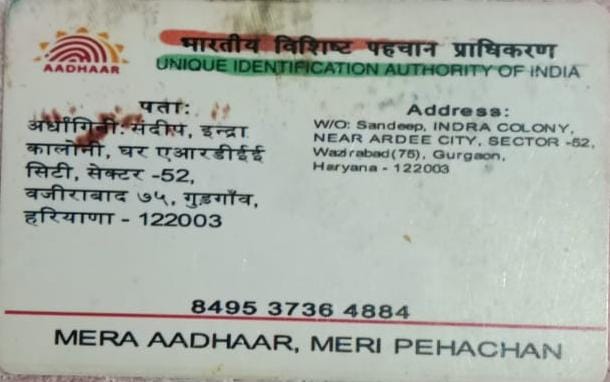 AADHAAR
भारतीय विशिष्ट पहचान प्राधिकरण
UNIQUE IDENTIFICATION AUTHORITY OF INDIA
पता:
अर्धांगिनी: संदीप, इन्द्रा
कालोनी, घर एआरडीईई
सिटी, सेक्टर -52,
वजीराबाद ७५, गुड़गाँव,
हरियाणा - 122003
Address:
W/O: Sandeep, INDRA COLONY,
NEAR ARDEE CITY, SECTOR -52,
Wazirabad(75), Gurgaon,
Haryana - 122003
8495 3736 4884
MERA AADHAAR, MERI PEHACHAN